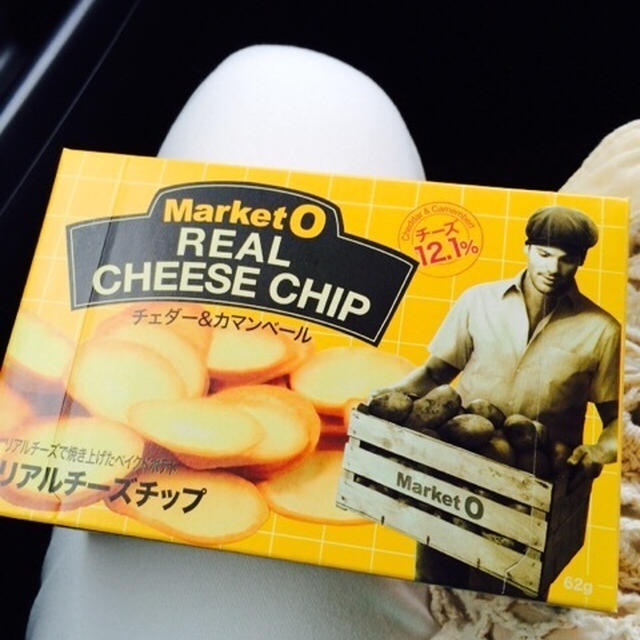 Market O
REAL
CHEESE CHIP
チェダー&カマンベール
Cheddar & Camembert
チーズ
12.1%
リアルチーズで焼き上げたベイクドポテト
リアルチーズチップ
Market O
62g